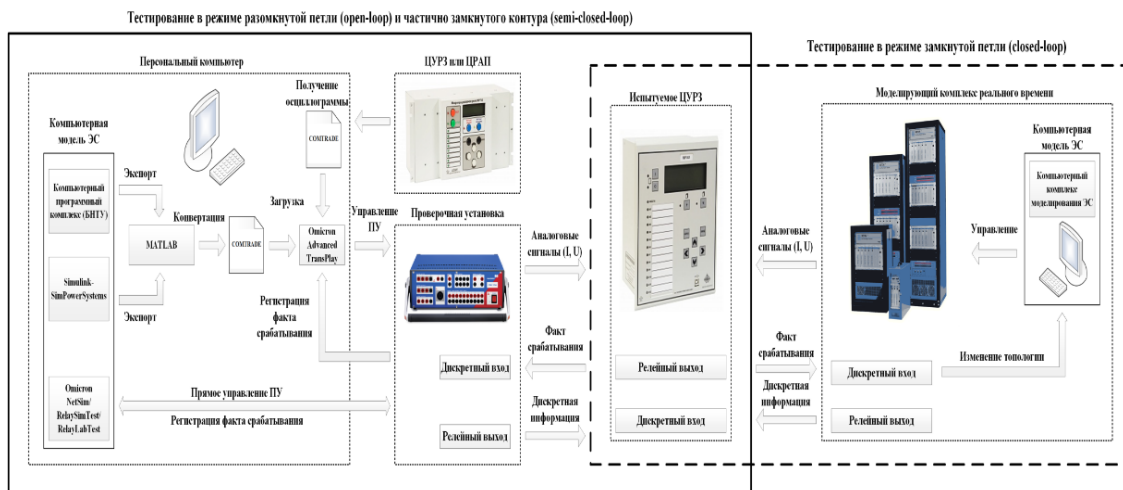 Тестирование в режиме разомкнутой петли (open-loop) и частично замкнутого контура (semi-closed-loop)
Тестирование в режиме замкнутой петли (closed-loop)
Персональный компьютер
Компьютерная
модель ЭС
Компьютерный
программный
комплекс (БНТУ)
Simulink-
SimPowerSystems
Omicron
NetSim/
RelaySimTest/
RelayLabTest
Экспорт
MATLAB
Экспорт
Конвертация
COMTRADE
Получение
осциллограммы
COMTRADE
Загрузка
Omicron
Advanced
TransPlay
Управление
ПУ
Регистрация
факта
срабатывания
Прямое управление ПУ
Регистрация факта срабатывания
ЦУРЗ или ЦРАП
Проверочная установка
Дискретный вход
Релейный выход
Аналоговые
сигналы (I, U)
Факт
срабатывания
Дискретная
информация
Испытуемое ЦУРЗ
Релейный выход
Дискретный вход
Аналоговые
сигналы (I, U)
Факт
срабатывания
Дискретная
информация
Моделирующий комплекс реального времени
Компьютерная
модель ЭС
Компьютерный
комплекс
моделирования ЭС
Управление
Изменение топологии
Дискретный вход
Релейный выход